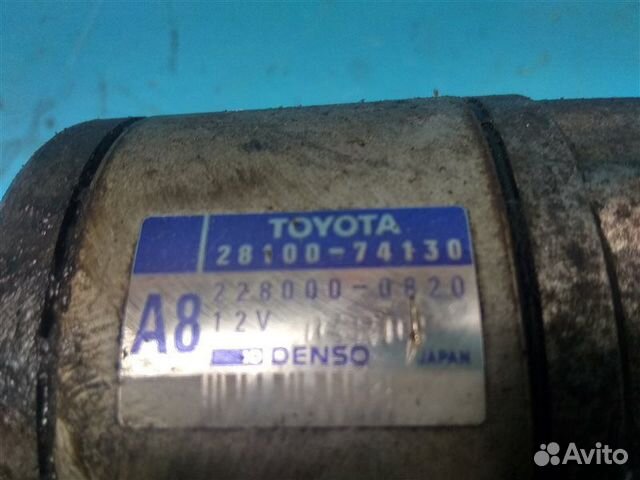 TOYOTA
28100-74130
228000-0820
A8
12V
DENSO
JAPAN
Avito